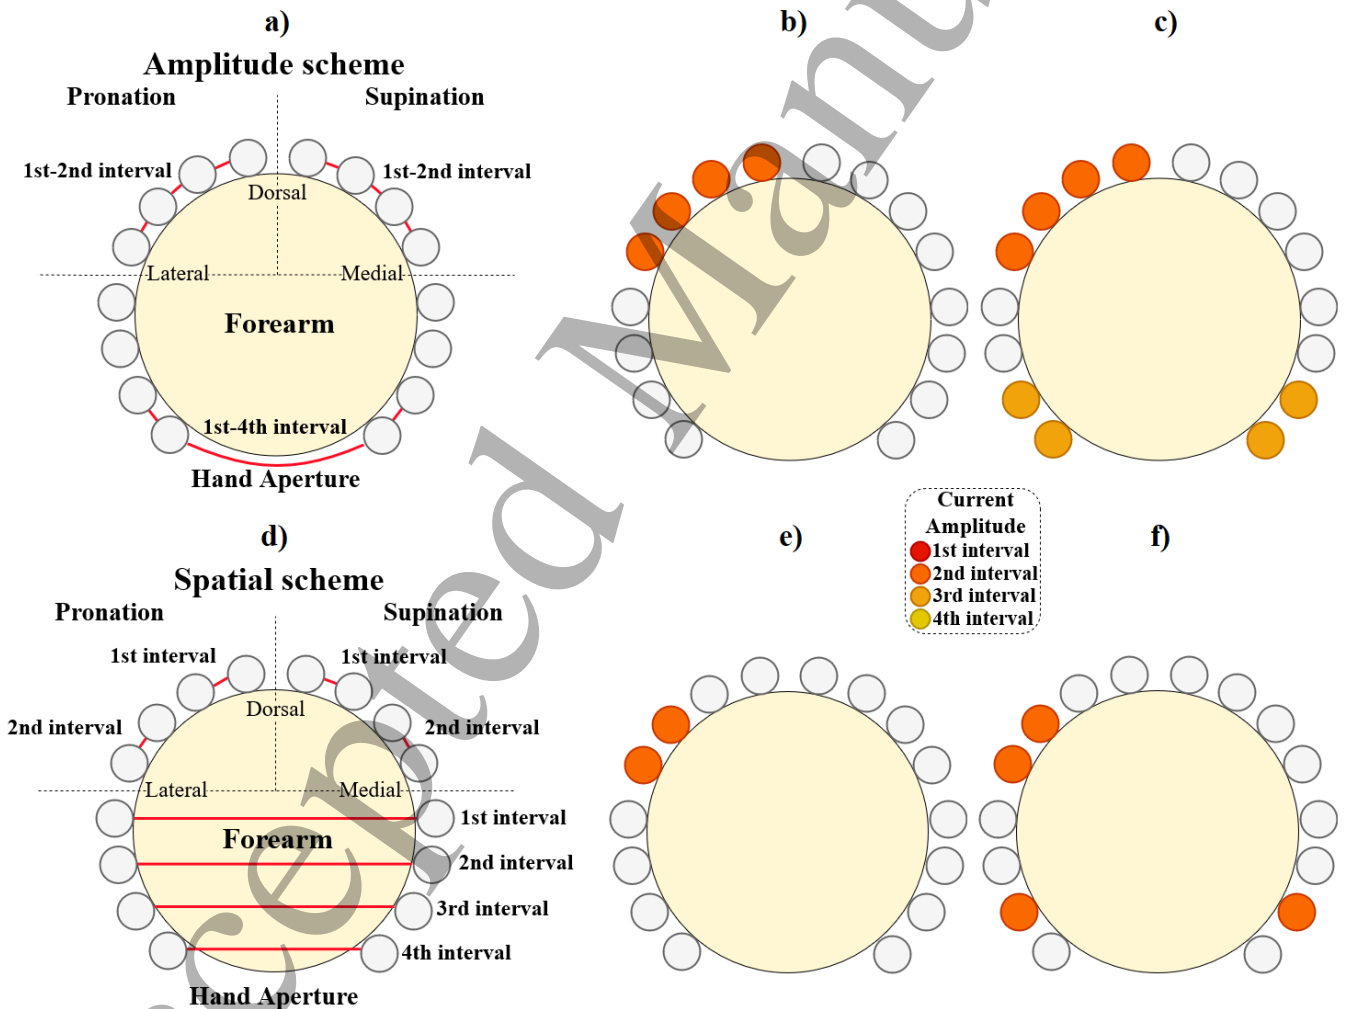 a)
b)
c)
Amplitude scheme
Pronation
Supination
1st-2nd interval
1st-2nd interval
Dorsal
Lateral
Medial
Forearm
1st-4th interval
Hand Aperture
Current
Amplitude
1st interval
2nd interval
3rd interval
4th interval
d)
e)
f)
Spatial scheme
Pronation
Supination
1st interval
1st interval
2nd interval
Dorsal
2nd interval
Lateral
Medial
1st interval
Forearm
2nd interval
3rd interval
4th interval
Hand Aperture